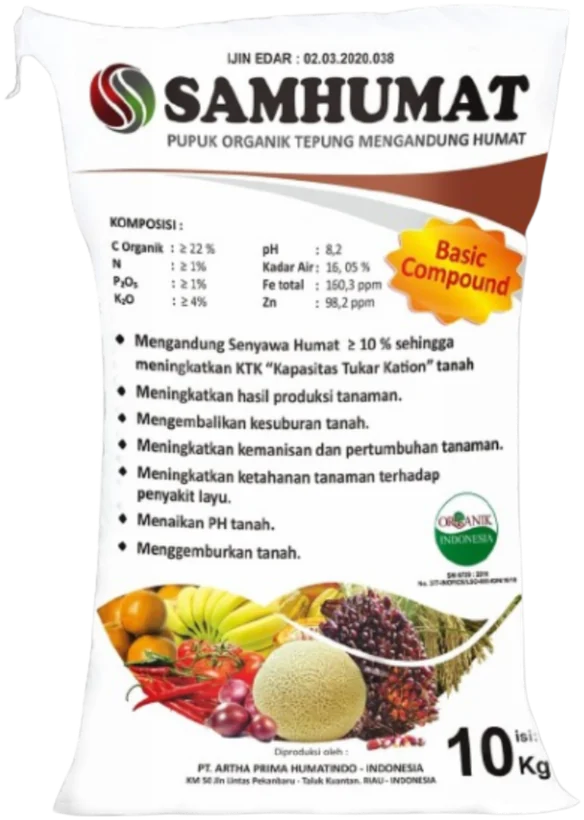 IJIN EDAR : 02.03.2020.038
SAMHUMAT
PUPUK ORGANIK TEPUNG MENGANDUNG HUMAT
KOMPOSISI :
C Organik : ≥ 22 % pH : 8,2
N : ≥ 1% Kadar Air : 16, 05 %
P₂O₅ : ≥ 1% Fe total : 160,3 ppm
K₂O : ≥ 4% Zn : 98,2 ppm
Basic
Compound
Mengandung Senyawa Humat ≥ 10 % sehingga
meningkatkan KTK “Kapasitas Tukar Kation” tanah
Meningkatkan hasil produksi tanaman.
Mengembalikan kesuburan tanah.
Meningkatkan kemanisan dan pertumbuhan tanaman.
Meningkatkan ketahanan tanaman terhadap
penyakit layu.
Menaikan PH tanah.
Menggemburkan tanah.
ORGANIK
INDONESIA
Diproduksi oleh :
PT. ARTHA PRIMA HUMATINDO - INDONESIA
KM 50 Jln Lintas Pekanbaru - Taluk Kuantan. RIAU - INDONESIA
isi:
10 Kg